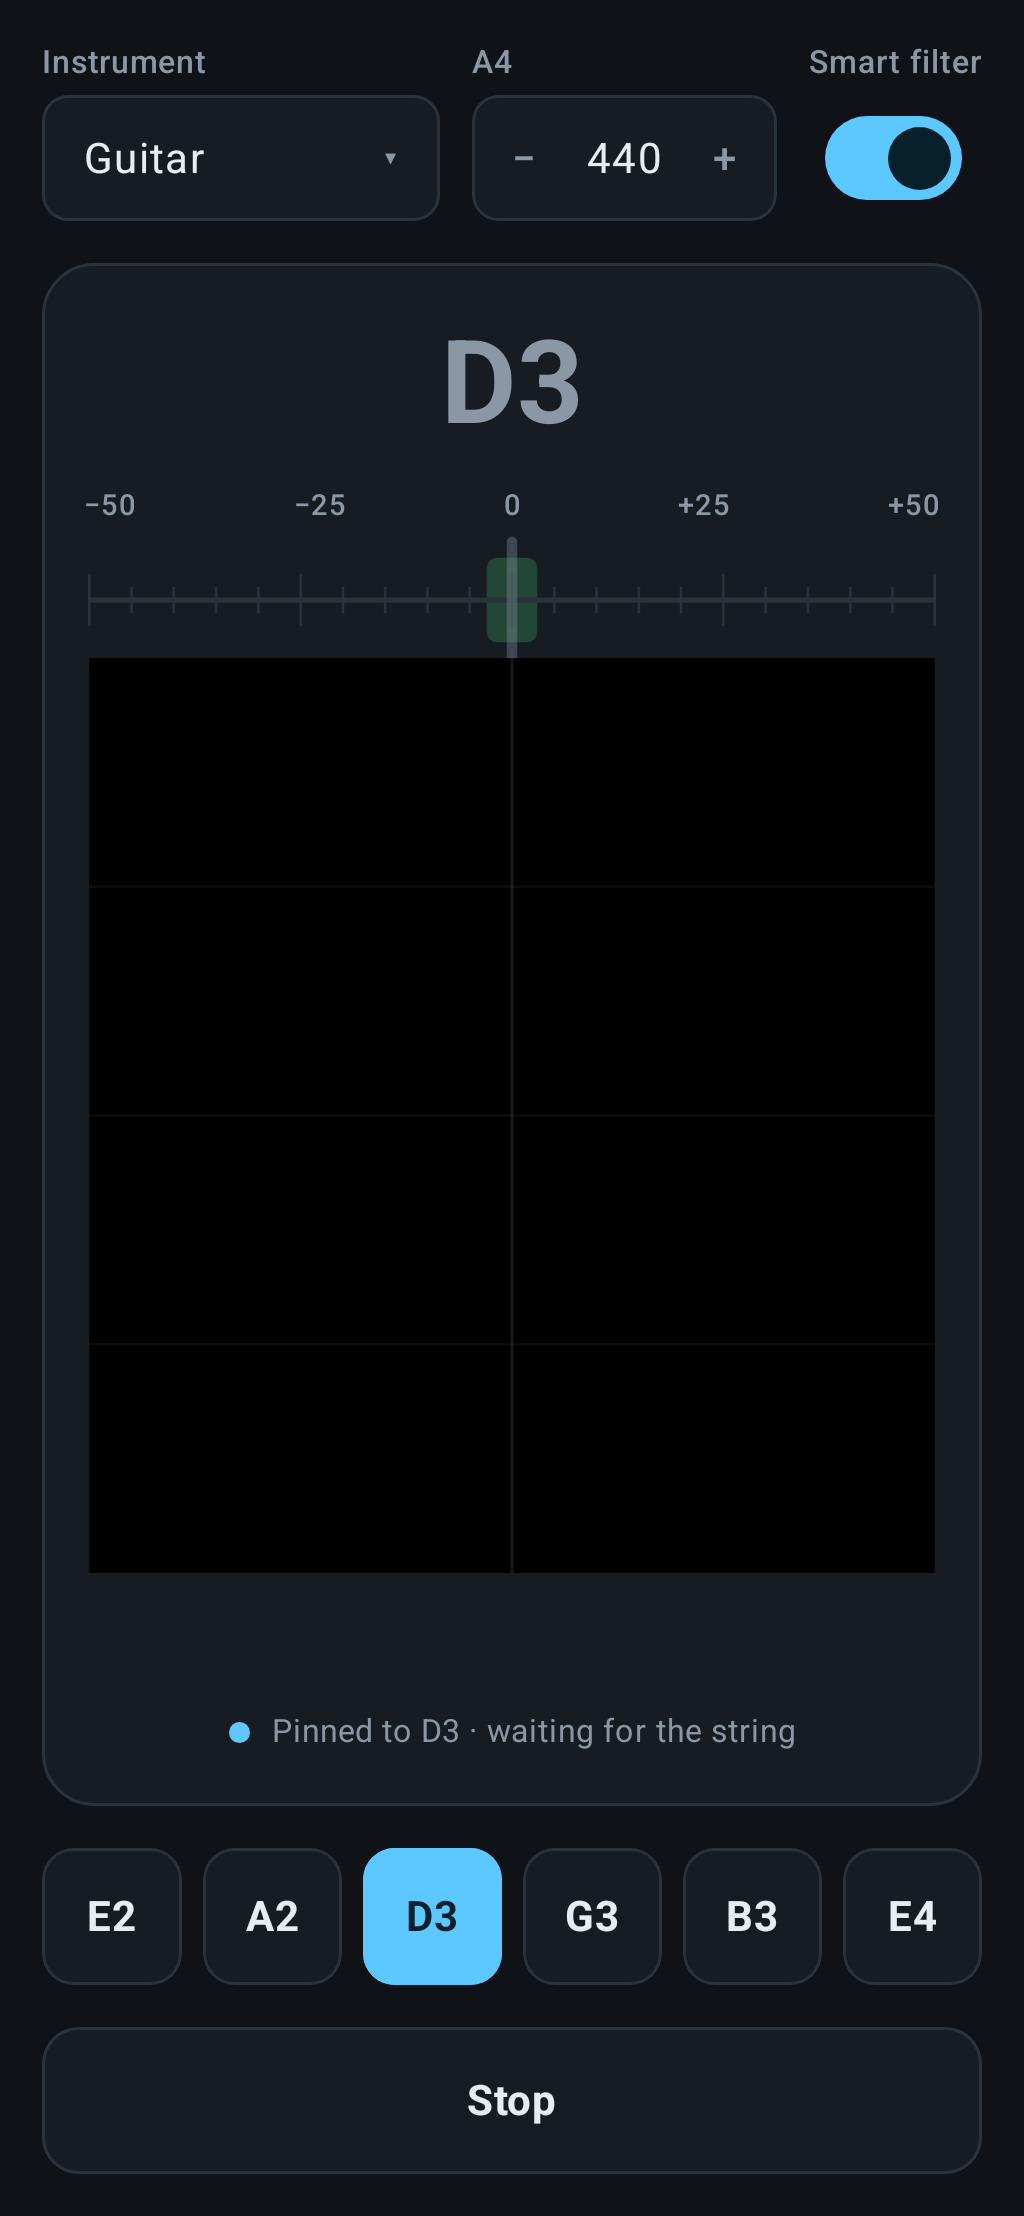 Instrument A4 Smart filter
Guitar ▾ − 440 +
D3
−50 −25 0 +25 +50
Pinned to D3 · waiting for the string
E2 A2 D3 G3 B3 E4
Stop